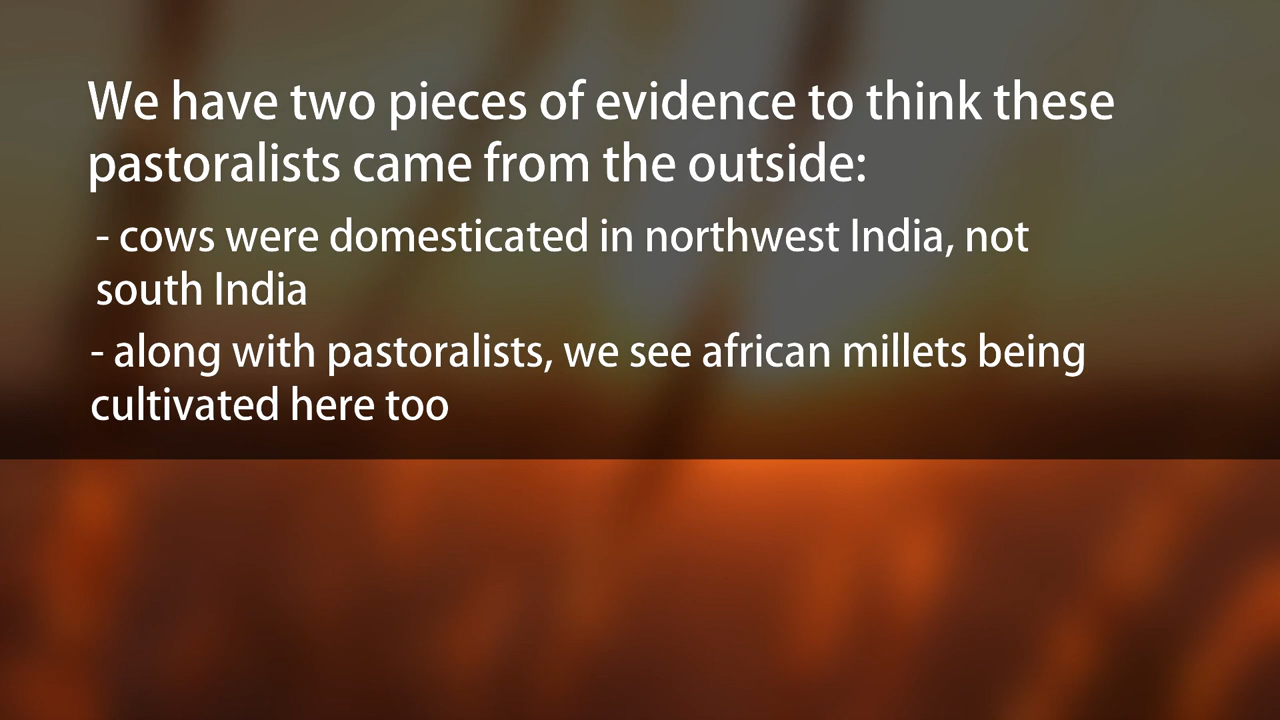 We have two pieces of evidence to think these
pastoralists came from the outside:
- cows were domesticated in northwest India, not
south India
- along with pastoralists, we see african millets being
cultivated here too